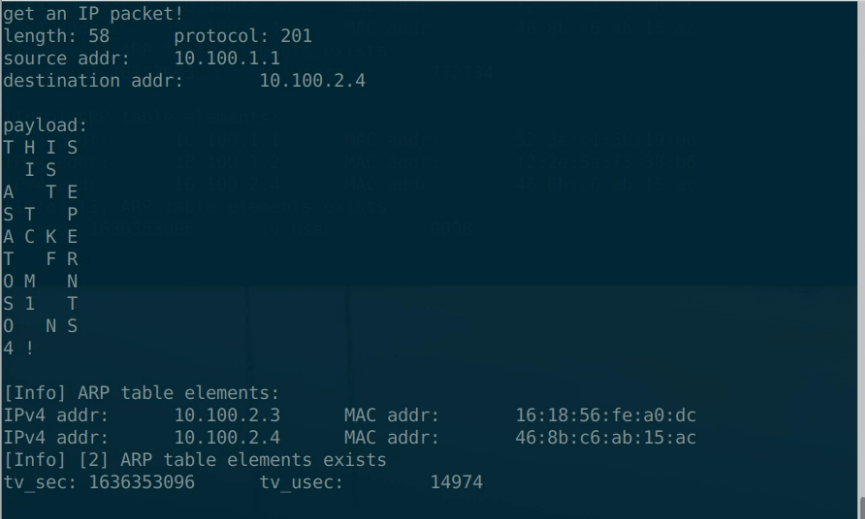 get an IP packet!
length: 58      protocol: 201
source addr:    10.100.1.1
destination addr:       10.100.2.4
payload:
T H I S
  I S
A   T E
S T   P
A C K E
T   F R
O M   N
S 1   T
O   N S
4 !
[Info] ARP table elements:
IPv4 addr:      10.100.2.3      MAC addr:       16:18:56:fe:a0:dc
IPv4 addr:      10.100.2.4      MAC addr:       46:8b:c6:ab:15:ac
[Info] [2] ARP table elements exists
tv_sec: 1636353096      tv_usec:        14974